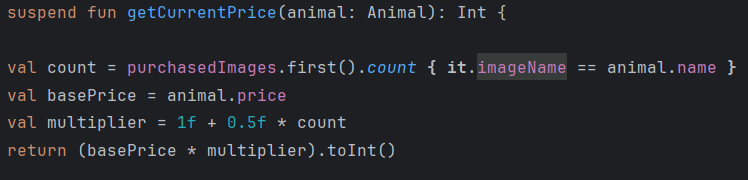 suspend fun getCurrentPrice(animal: Animal): Int {
val count = purchasedImages.first().count { it.imageName == animal.name }
val basePrice = animal.price
val multiplier = 1f + 0.5f * count
return (basePrice * multiplier).toInt()